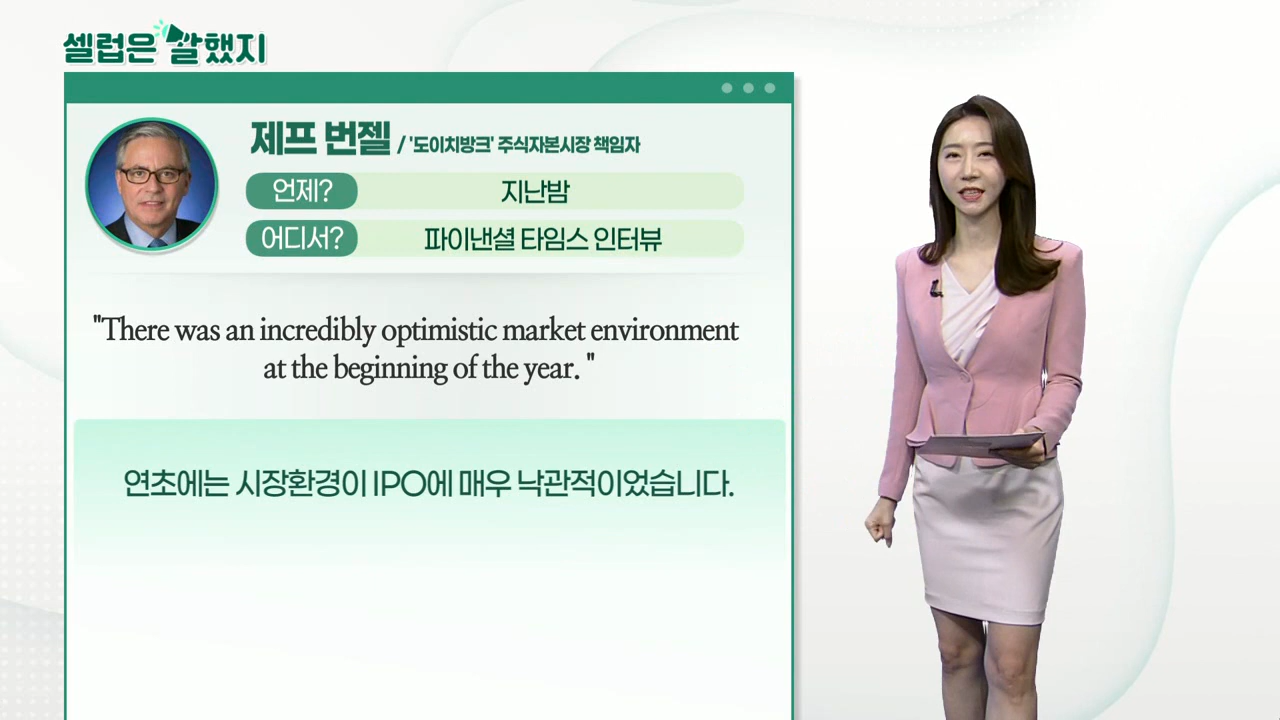 셀럽은 말했지
제프 번젤 / '도이치방크' 주식자본시장 책임자
언제? 지난밤
어디서? 파이낸셜 타임스 인터뷰
"There was an incredibly optimistic market environment
at the beginning of the year. "
연초에는 시장환경이 IPO에 매우 낙관적이었습니다.